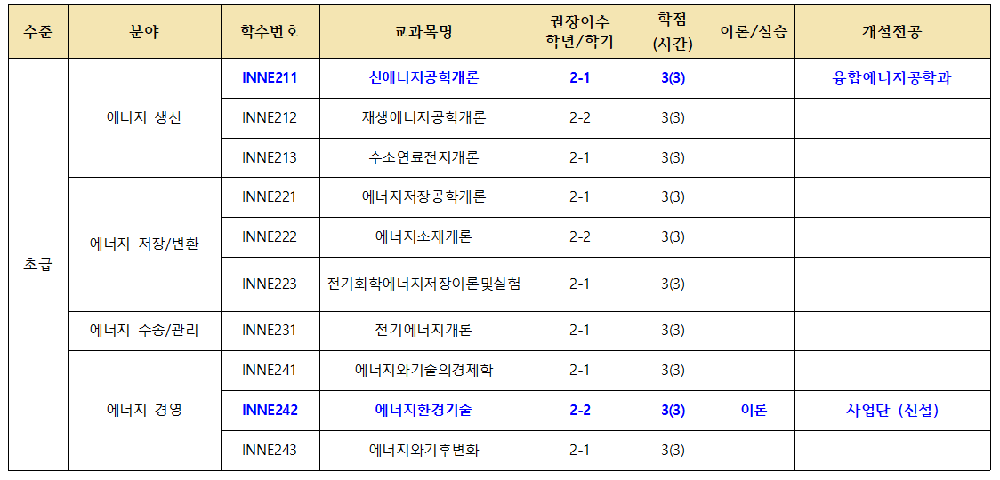 수준 분야 학수번호 교과목명 권장이수 학년/학기 학점 (시간) 이론/실습 개설전공
초급 에너지 생산 INNE211 신에너지공학개론 2-1 3(3) 융합에너지공학과
INNE212 재생에너지공학개론 2-2 3(3)
INNE213 수소연료전지개론 2-1 3(3)
에너지 저장/변환 INNE221 에너지저장공학개론 2-1 3(3)
INNE222 에너지소재개론 2-2 3(3)
INNE223 전기화학에너지저장이론및실험 2-1 3(3)
에너지 수송/관리 INNE231 전기에너지개론 2-1 3(3)
에너지 경영 INNE241 에너지와기술의경제학 2-1 3(3)
INNE242 에너지환경기술 2-2 3(3) 이론 사업단 (신설)
INNE243 에너지와기후변화 2-1 3(3)